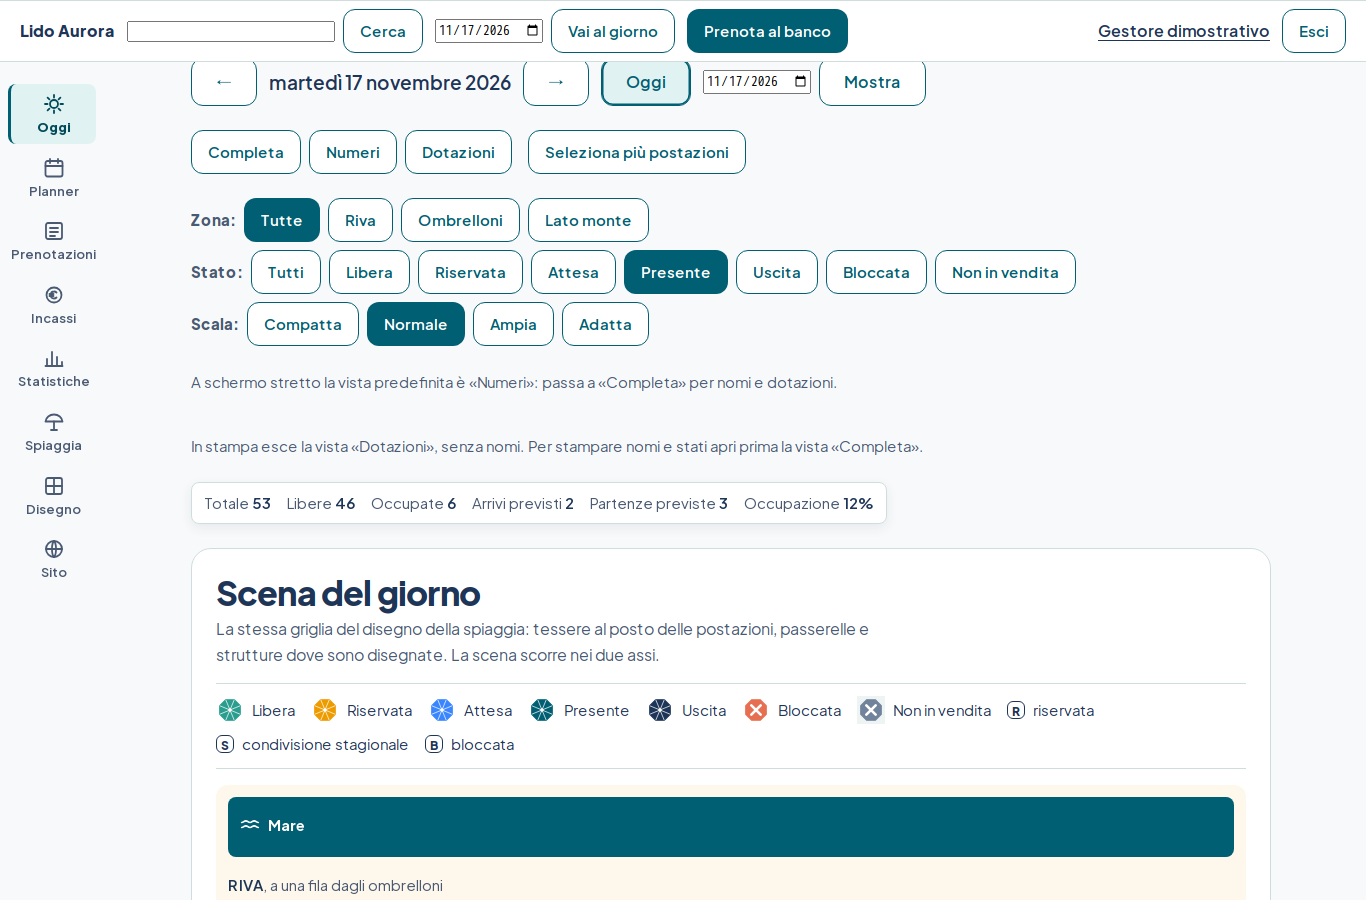 Lido Aurora Cerca 11/17/2026 Vai al giorno Prenota al banco Gestore dimostrativo Esci
← martedì 17 novembre 2026 → Oggi 11/17/2026 Mostra
Oggi
Planner
Prenotazioni
Incassi
Statistiche
Spiaggia
Disegno
Sito
Completa Numeri Dotazioni Seleziona più postazioni
Zona: Tutte Riva Ombrelloni Lato monte
Stato: Tutti Libera Riservata Attesa Presente Uscita Bloccata Non in vendita
Scala: Compatta Normale Ampia Adatta
A schermo stretto la vista predefinita è «Numeri»: passa a «Completa» per nomi e dotazioni.
In stampa esce la vista «Dotazioni», senza nomi. Per stampare nomi e stati apri prima la vista «Completa».
Totale 53 Libere 46 Occupate 6 Arrivi previsti 2 Partenze previste 3 Occupazione 12%
Scena del giorno
La stessa griglia del disegno della spiaggia: tessere al posto delle postazioni, passerelle e
strutture dove sono disegnate. La scena scorre nei due assi.
Libera Riservata Attesa Presente Uscita Bloccata Non in vendita R riservata
S condivisione stagionale B bloccata
Mare
RIVA, a una fila dagli ombrelloni